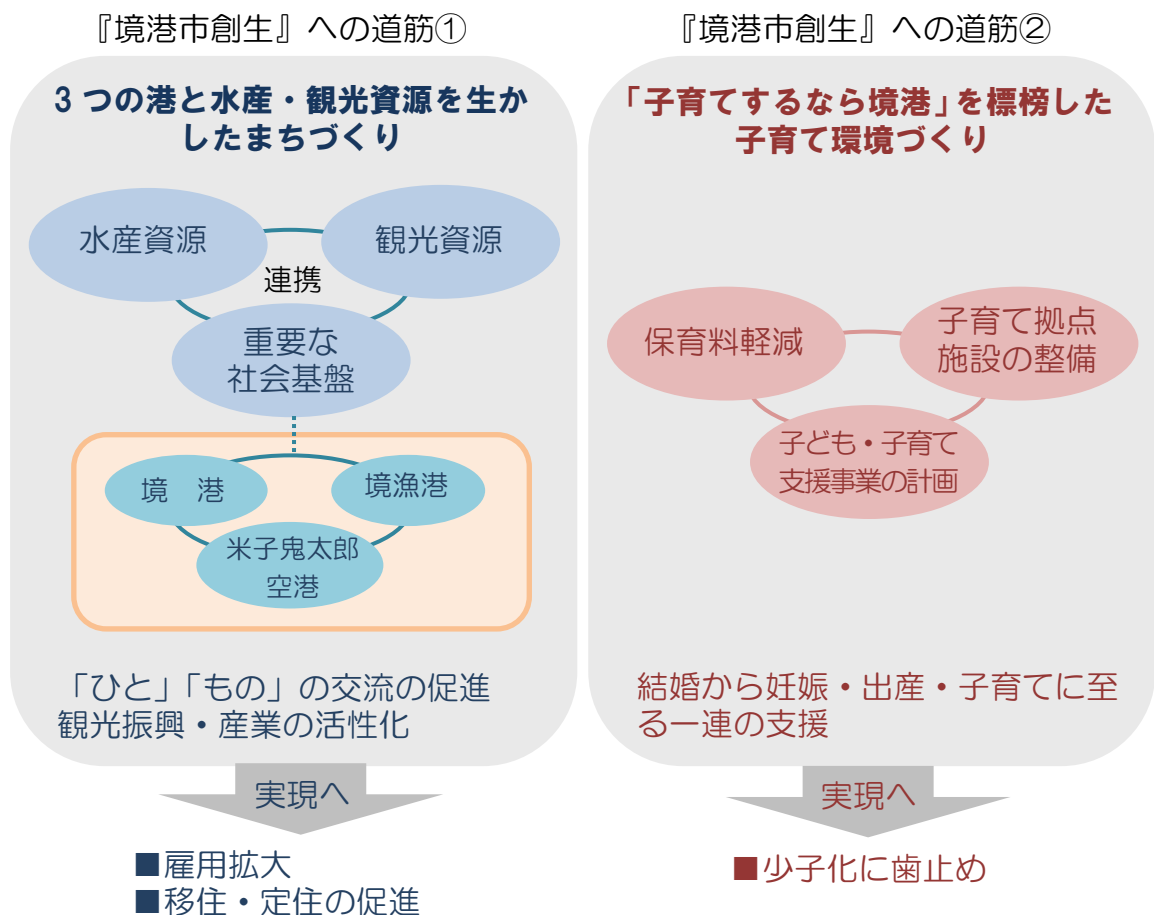 『境港市創生』への道筋①
3つの港と水産・観光資源を生か
したまちづくり
水産資源
観光資源
連携
重要な
社会基盤
境　港
境漁港
米子鬼太郎
空港
「ひと」「もの」の交流の促進
観光振興・産業の活性化
実現へ
■雇用拡大
■移住・定住の促進
『境港市創生』への道筋②
「子育てするなら境港」を標榜した
子育て環境づくり
保育料軽減
子育て拠点
施設の整備
子ども・子育て
支援事業の計画
結婚から妊娠・出産・子育てに至
る一連の支援
実現へ
■少子化に歯止め